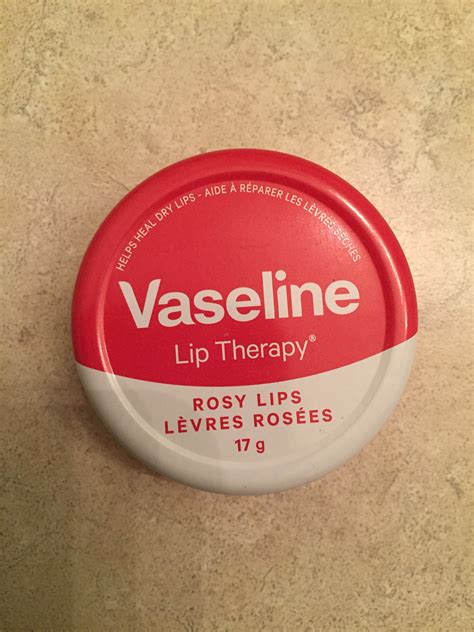 HELPS HEAL DRY LIPS - AIDE À RÉPARER LES LÈVRES SÈCHES
Vaseline
Lip Therapy®
ROSY LIPS
LÈVRES ROSÉES
17 g